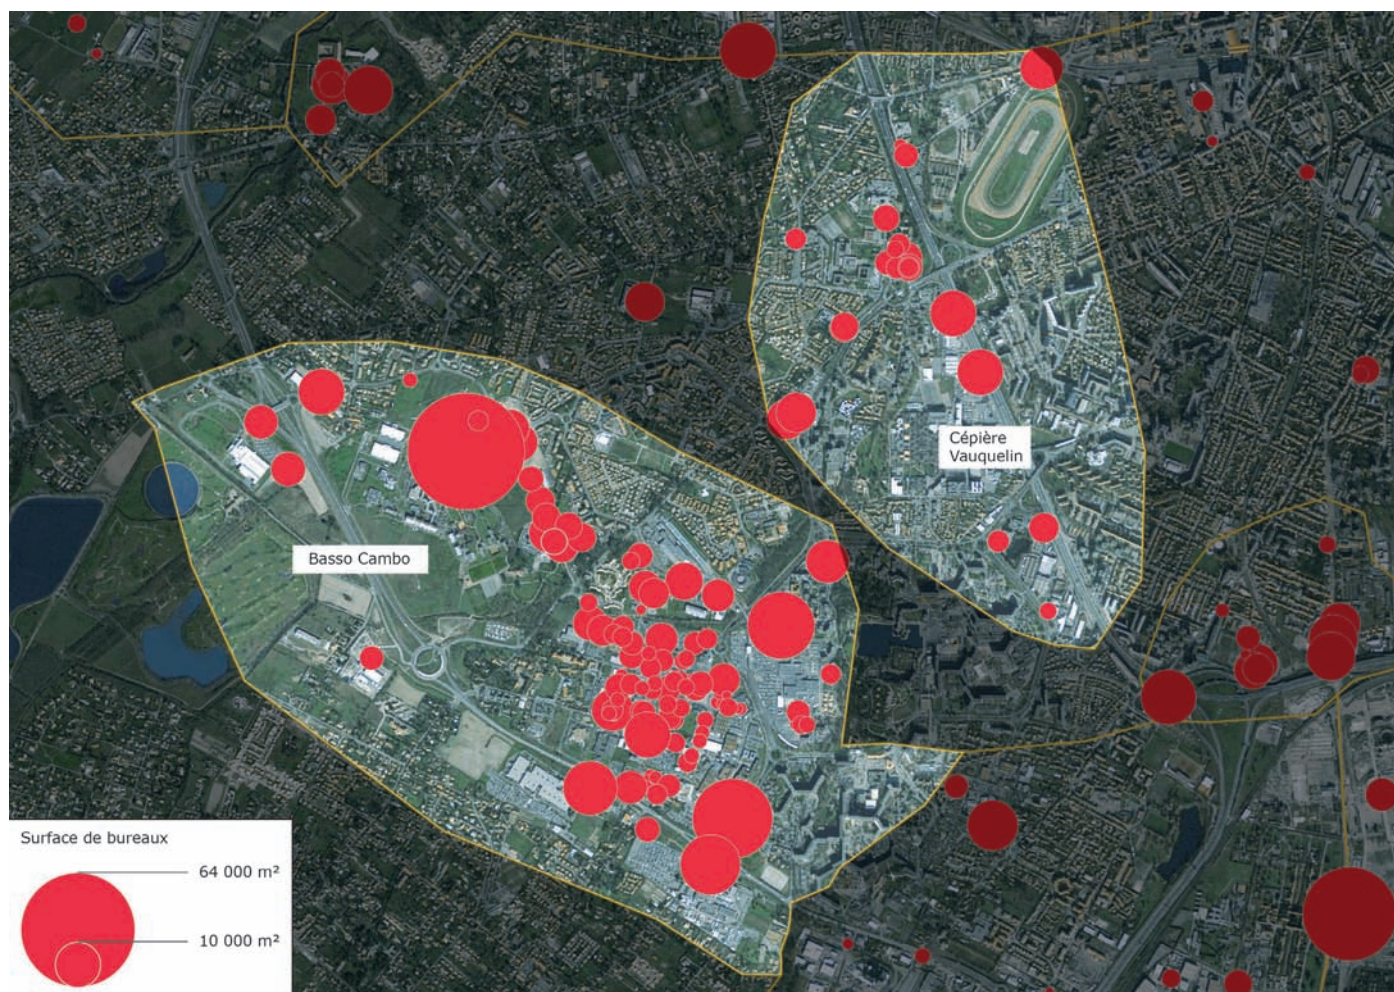 Cépière
Vauquelin
Basso Cambo
Surface de bureaux
64 000 m²
10 000 m²